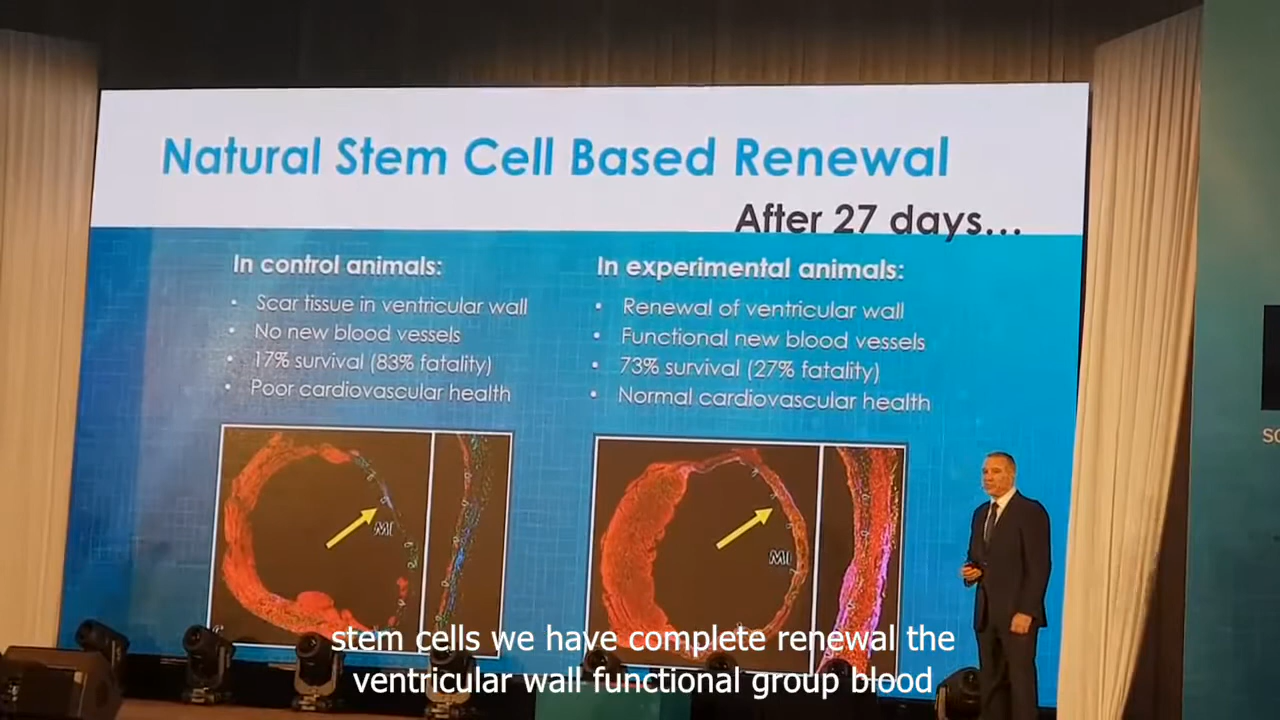 Natural Stem Cell Based Renewal
After 27 days...
In control animals:
• Scar tissue in ventricular wall
• No new blood vessels
• 17% survival (83% fatality)
• Poor cardiovascular health
In experimental animals:
• Renewal of ventricular wall
• Functional new blood vessels
• 73% survival (27% fatality)
• Normal cardiovascular health
MI
MI
stem cells we have complete renewal the
ventricular wall functional group blood